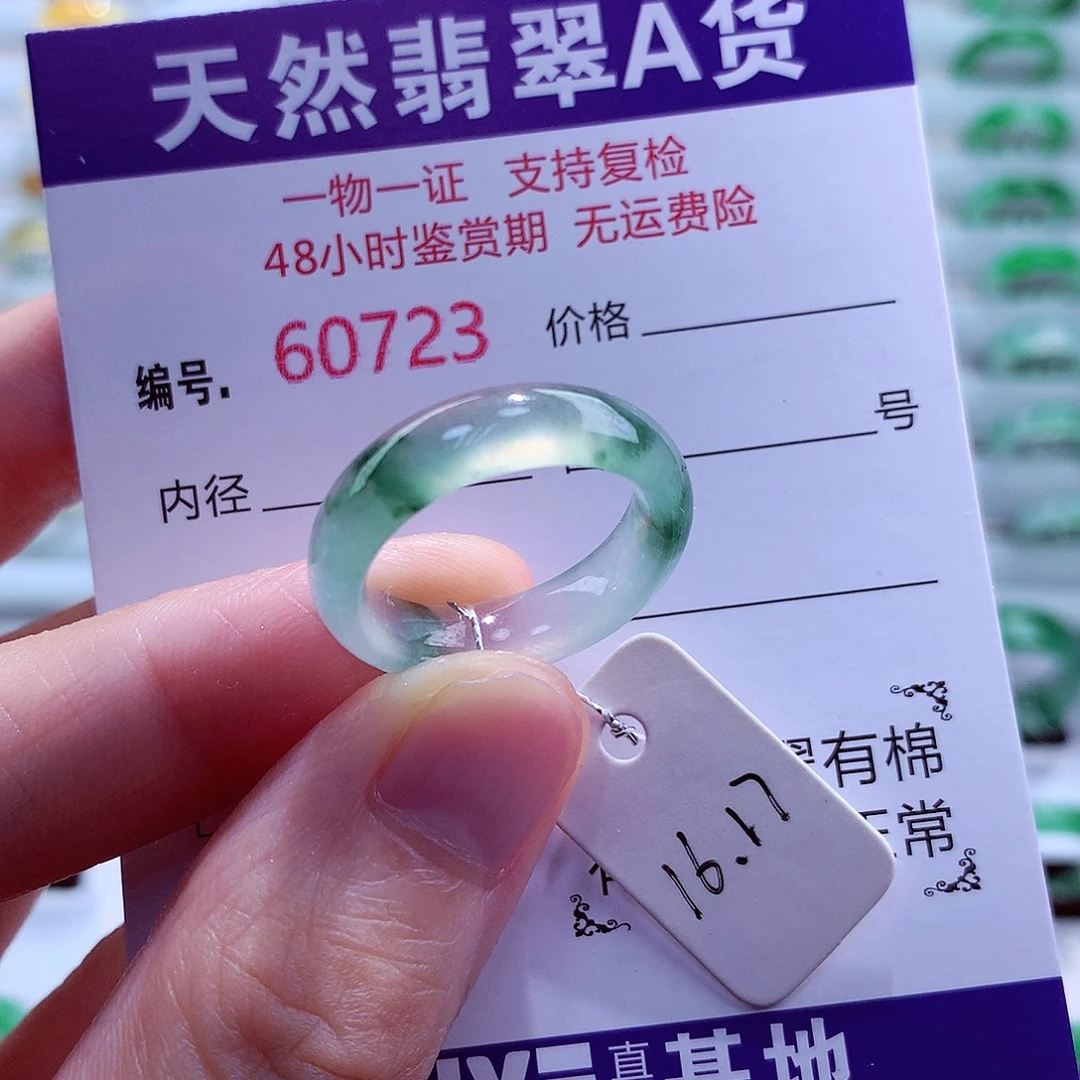 天然翡翠A货
一物一证 支持复检
48小时鉴赏期 无运费险
编号. 60723 价格
号
内径
有棉
常
16.17
直 基地